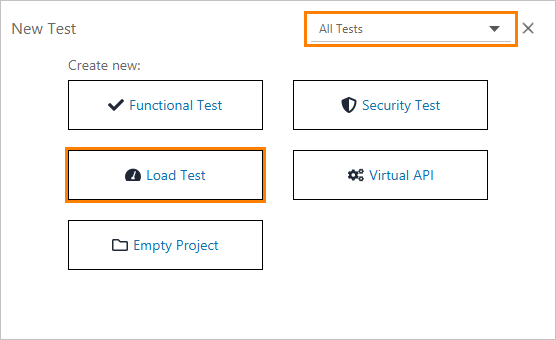 New Test
All Tests
Create new:
Functional Test
Security Test
Load Test
Virtual API
Empty Project